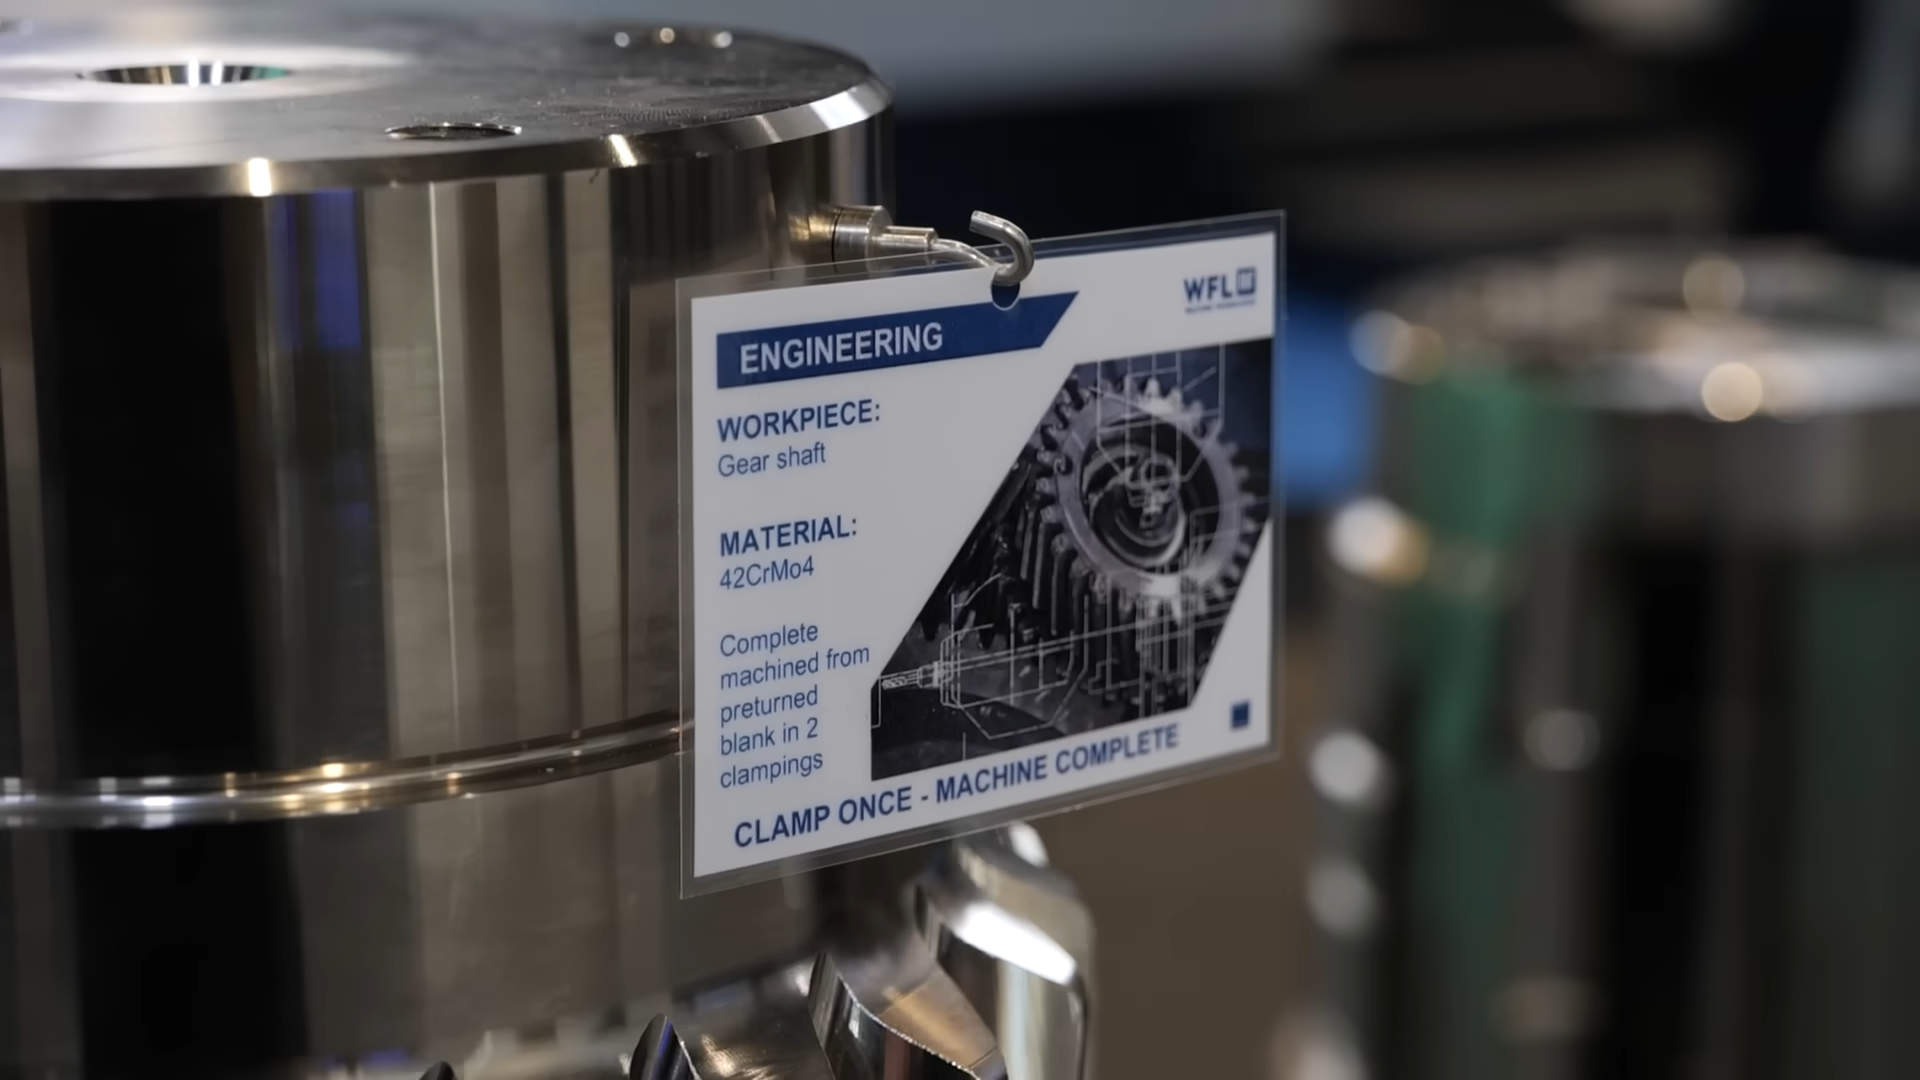 WFL
ENGINEERING
WORKPIECE:
Gear shaft
MATERIAL:
42CrMo4
Complete
machined from
preturned
blank in 2
clampings
CLAMP ONCE - MACHINE COMPLETE